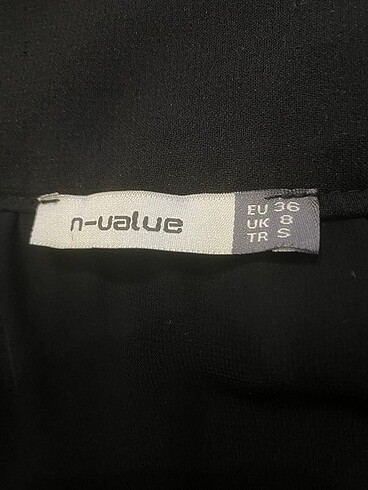 n-value
EU 36
UK 8
TR S